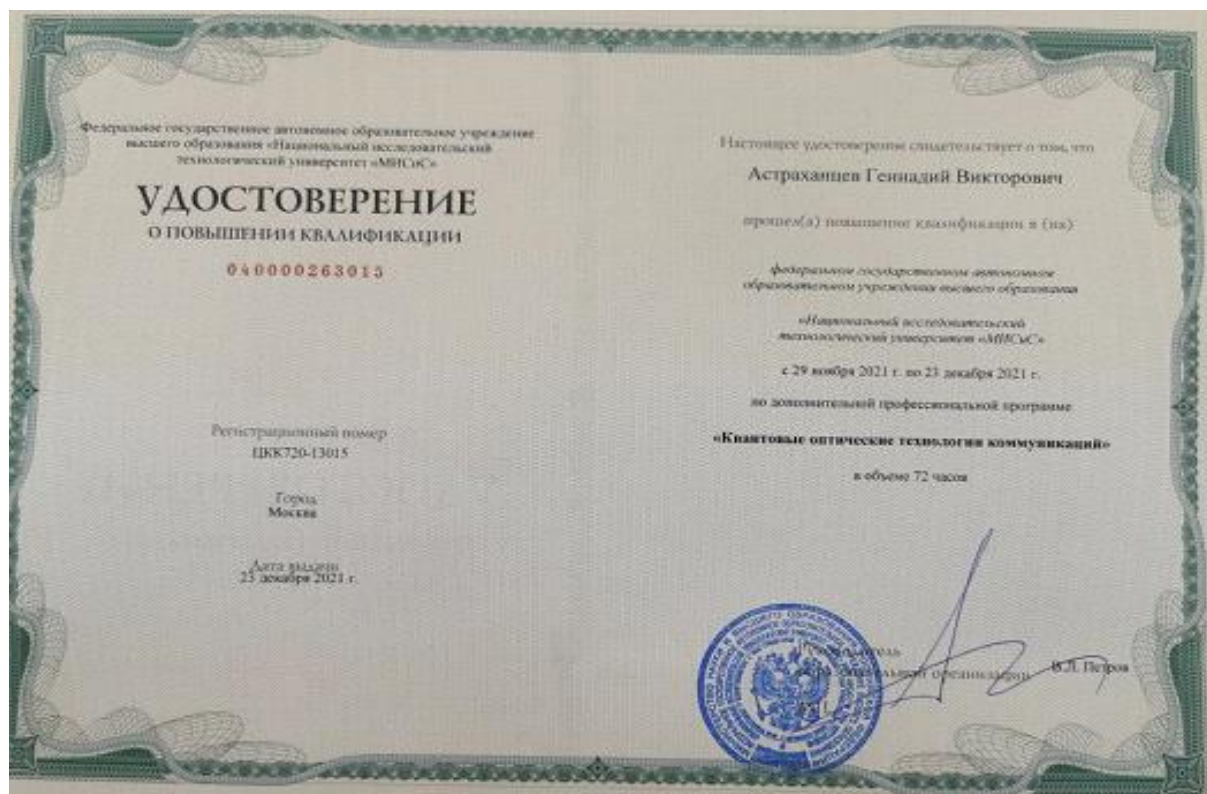 Федеральное государственное автономное образовательное учреждение
высшего образования «Национальный исследовательский
технологический университет «МИСиС»
УДОСТОВЕРЕНИЕ
О ПОВЫШЕНИИ КВАЛИФИКАЦИИ
040000263015
Регистрационный номер
ЦКК720-13015
Город
Москва
Дата выдачи
23 декабря 2021 г.
Настоящее удостоверение свидетельствует о том, что
Астраханцев Геннадий Викторович
прошел(а) повышение квалификации в (на)
федеральном государственном автономном
образовательном учреждении высшего образования
«Национальный исследовательский
технологический университет «МИСиС»
с 29 ноября 2021 г. по 23 декабря 2021 г.
по дополнительной профессиональной программе
«Квантовые оптические технологии коммуникаций»
в объеме 72 часов
Руководитель
образовательной организации
В.Л. Петров